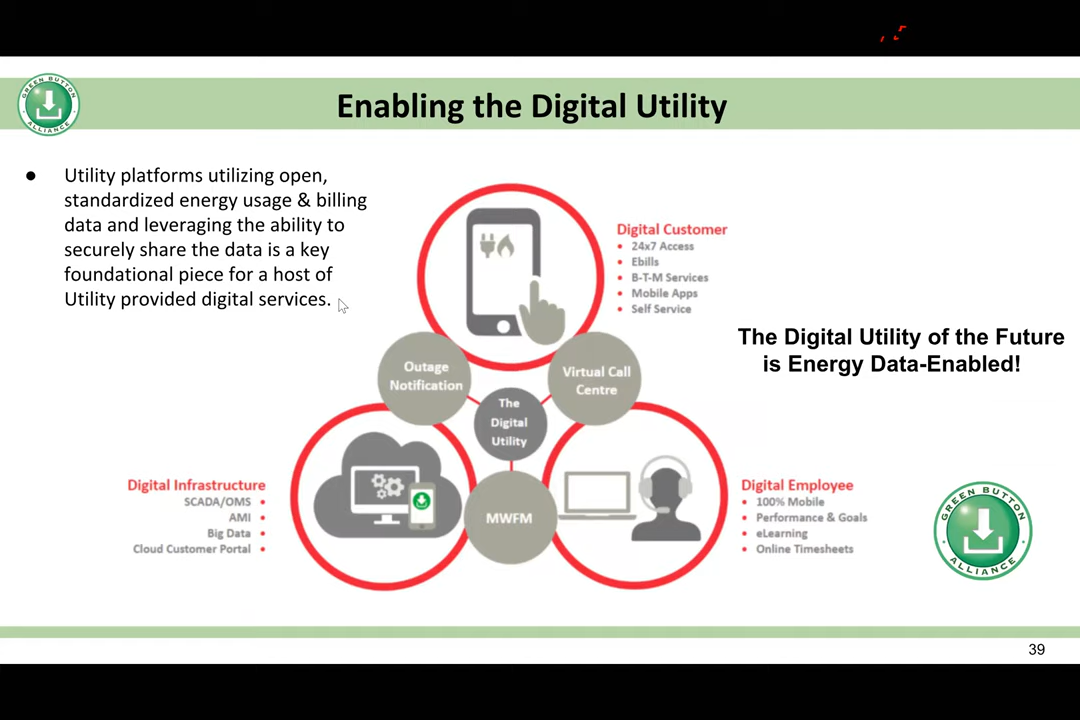 GREEN BUTTON
ALLIANCE
Enabling the Digital Utility
● Utility platforms utilizing open,
standardized energy usage & billing
data and leveraging the ability to
securely share the data is a key
foundational piece for a host of
Utility provided digital services.
Digital Customer
• 24x7 Access
• Ebills
• B-T-M Services
• Mobile Apps
• Self Service
The Digital Utility of the Future
is Energy Data-Enabled!
Outage
Notification
Virtual Call
Centre
The
Digital
Utility
MWFM
Digital Infrastructure
SCADA/OMS •
AMI •
Big Data •
Cloud Customer Portal •
Digital Employee
• 100% Mobile
• Performance & Goals
• eLearning
• Online Timesheets
GREEN BUTTON
ALLIANCE
39